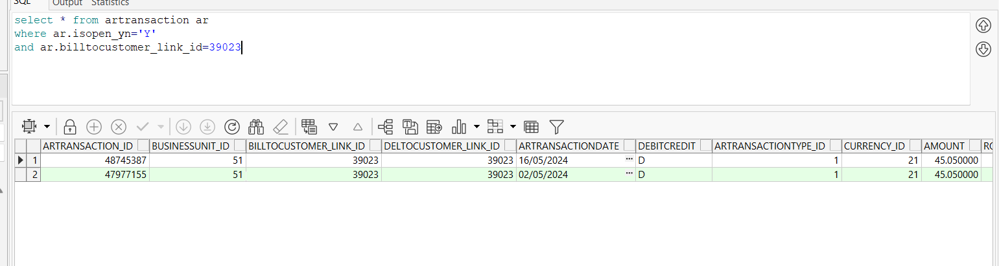 SQL Output Statistics
select * from artransaction ar
where ar.isopen_yn='Y'
and ar.billtocustomer_link_id=39023
ARTRANSACTION_ID BUSINESSUNIT_ID BILLTOCUSTOMER_LINK_ID DELTOCUSTOMER_LINK_ID ARTRANSACTIONDATE DEBITCREDIT ARTRANSACTIONTYPE_ID CURRENCY_ID AMOUNT
1 48745387 51 39023 39023 16/05/2024 ... D 1 21 45.050000
2 47977155 51 39023 39023 02/05/2024 ... D 1 21 45.050000